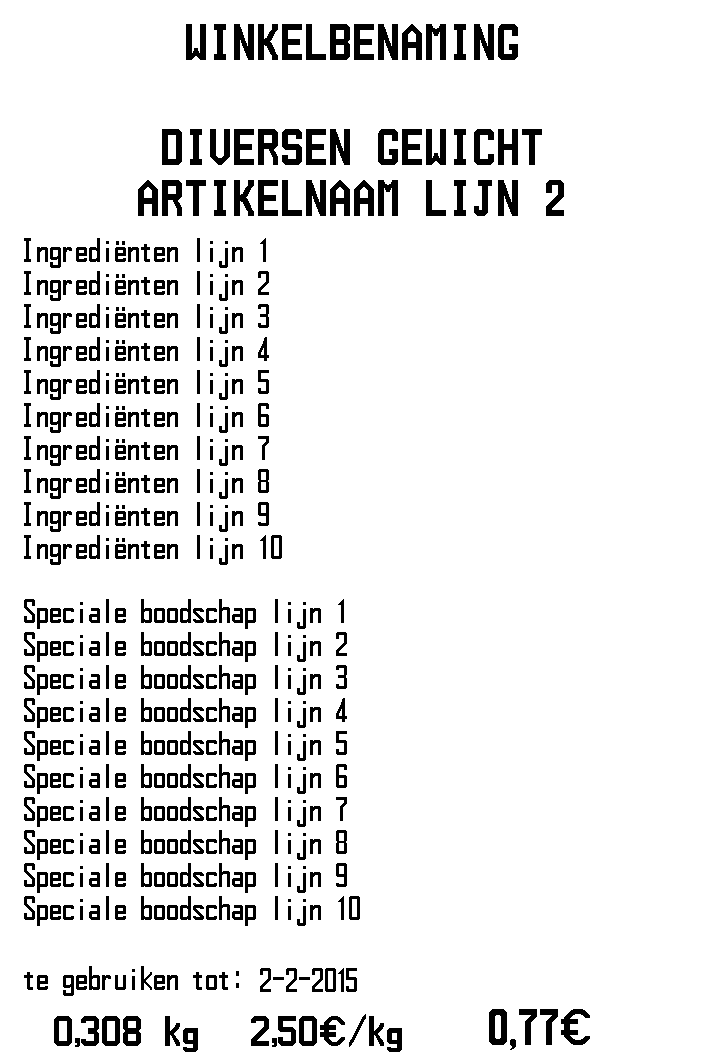 WINKELBENAMING
DIVERSEN GEWICHT
ARTIKELNAAM LIJN 2
Ingrediënten lijn 1
Ingrediënten lijn 2
Ingrediënten lijn 3
Ingrediënten lijn 4
Ingrediënten lijn 5
Ingrediënten lijn 6
Ingrediënten lijn 7
Ingrediënten lijn 8
Ingrediënten lijn 9
Ingrediënten lijn 10
Speciale boodschap lijn 1
Speciale boodschap lijn 2
Speciale boodschap lijn 3
Speciale boodschap lijn 4
Speciale boodschap lijn 5
Speciale boodschap lijn 6
Speciale boodschap lijn 7
Speciale boodschap lijn 8
Speciale boodschap lijn 9
Speciale boodschap lijn 10
te gebruiken tot: 2-2-2015
0,308 kg 2,50€/kg 0,77€